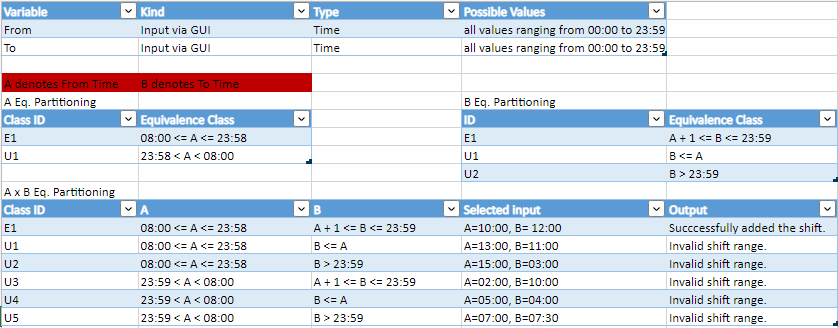 Variable Kind Type Possible Values
From Input via GUI Time all values ranging from 00:00 to 23:59
To Input via GUI Time all values ranging from 00:00 to 23:59
A denotes From Time B denotes To Time
A Eq. Partitioning B Eq. Partitioning
Class ID Equivalence Class ID Equivalence Class
E1 08:00 <= A <= 23:58 E1 A + 1 <= B <= 23:59
U1 23:58 < A < 08:00 U1 B <= A
U2 B > 23:59
A x B Eq. Partitioning
Class ID A B Selected input Output
E1 08:00 <= A <= 23:58 A + 1 <= B <= 23:59 A=10:00, B= 12:00 Succcessfully added the shift.
U1 08:00 <= A <= 23:58 B <= A A=13:00, B=11:00 Invalid shift range.
U2 08:00 <= A <= 23:58 B > 23:59 A=15:00, B=03:00 Invalid shift range.
U3 23:59 < A < 08:00 A + 1 <= B <= 23:59 A=02:00, B=10:00 Invalid shift range.
U4 23:59 < A < 08:00 B <= A A=05:00, B=04:00 Invalid shift range.
U5 23:59 < A < 08:00 B > 23:59 A=07:00, B=07:30 Invalid shift range.